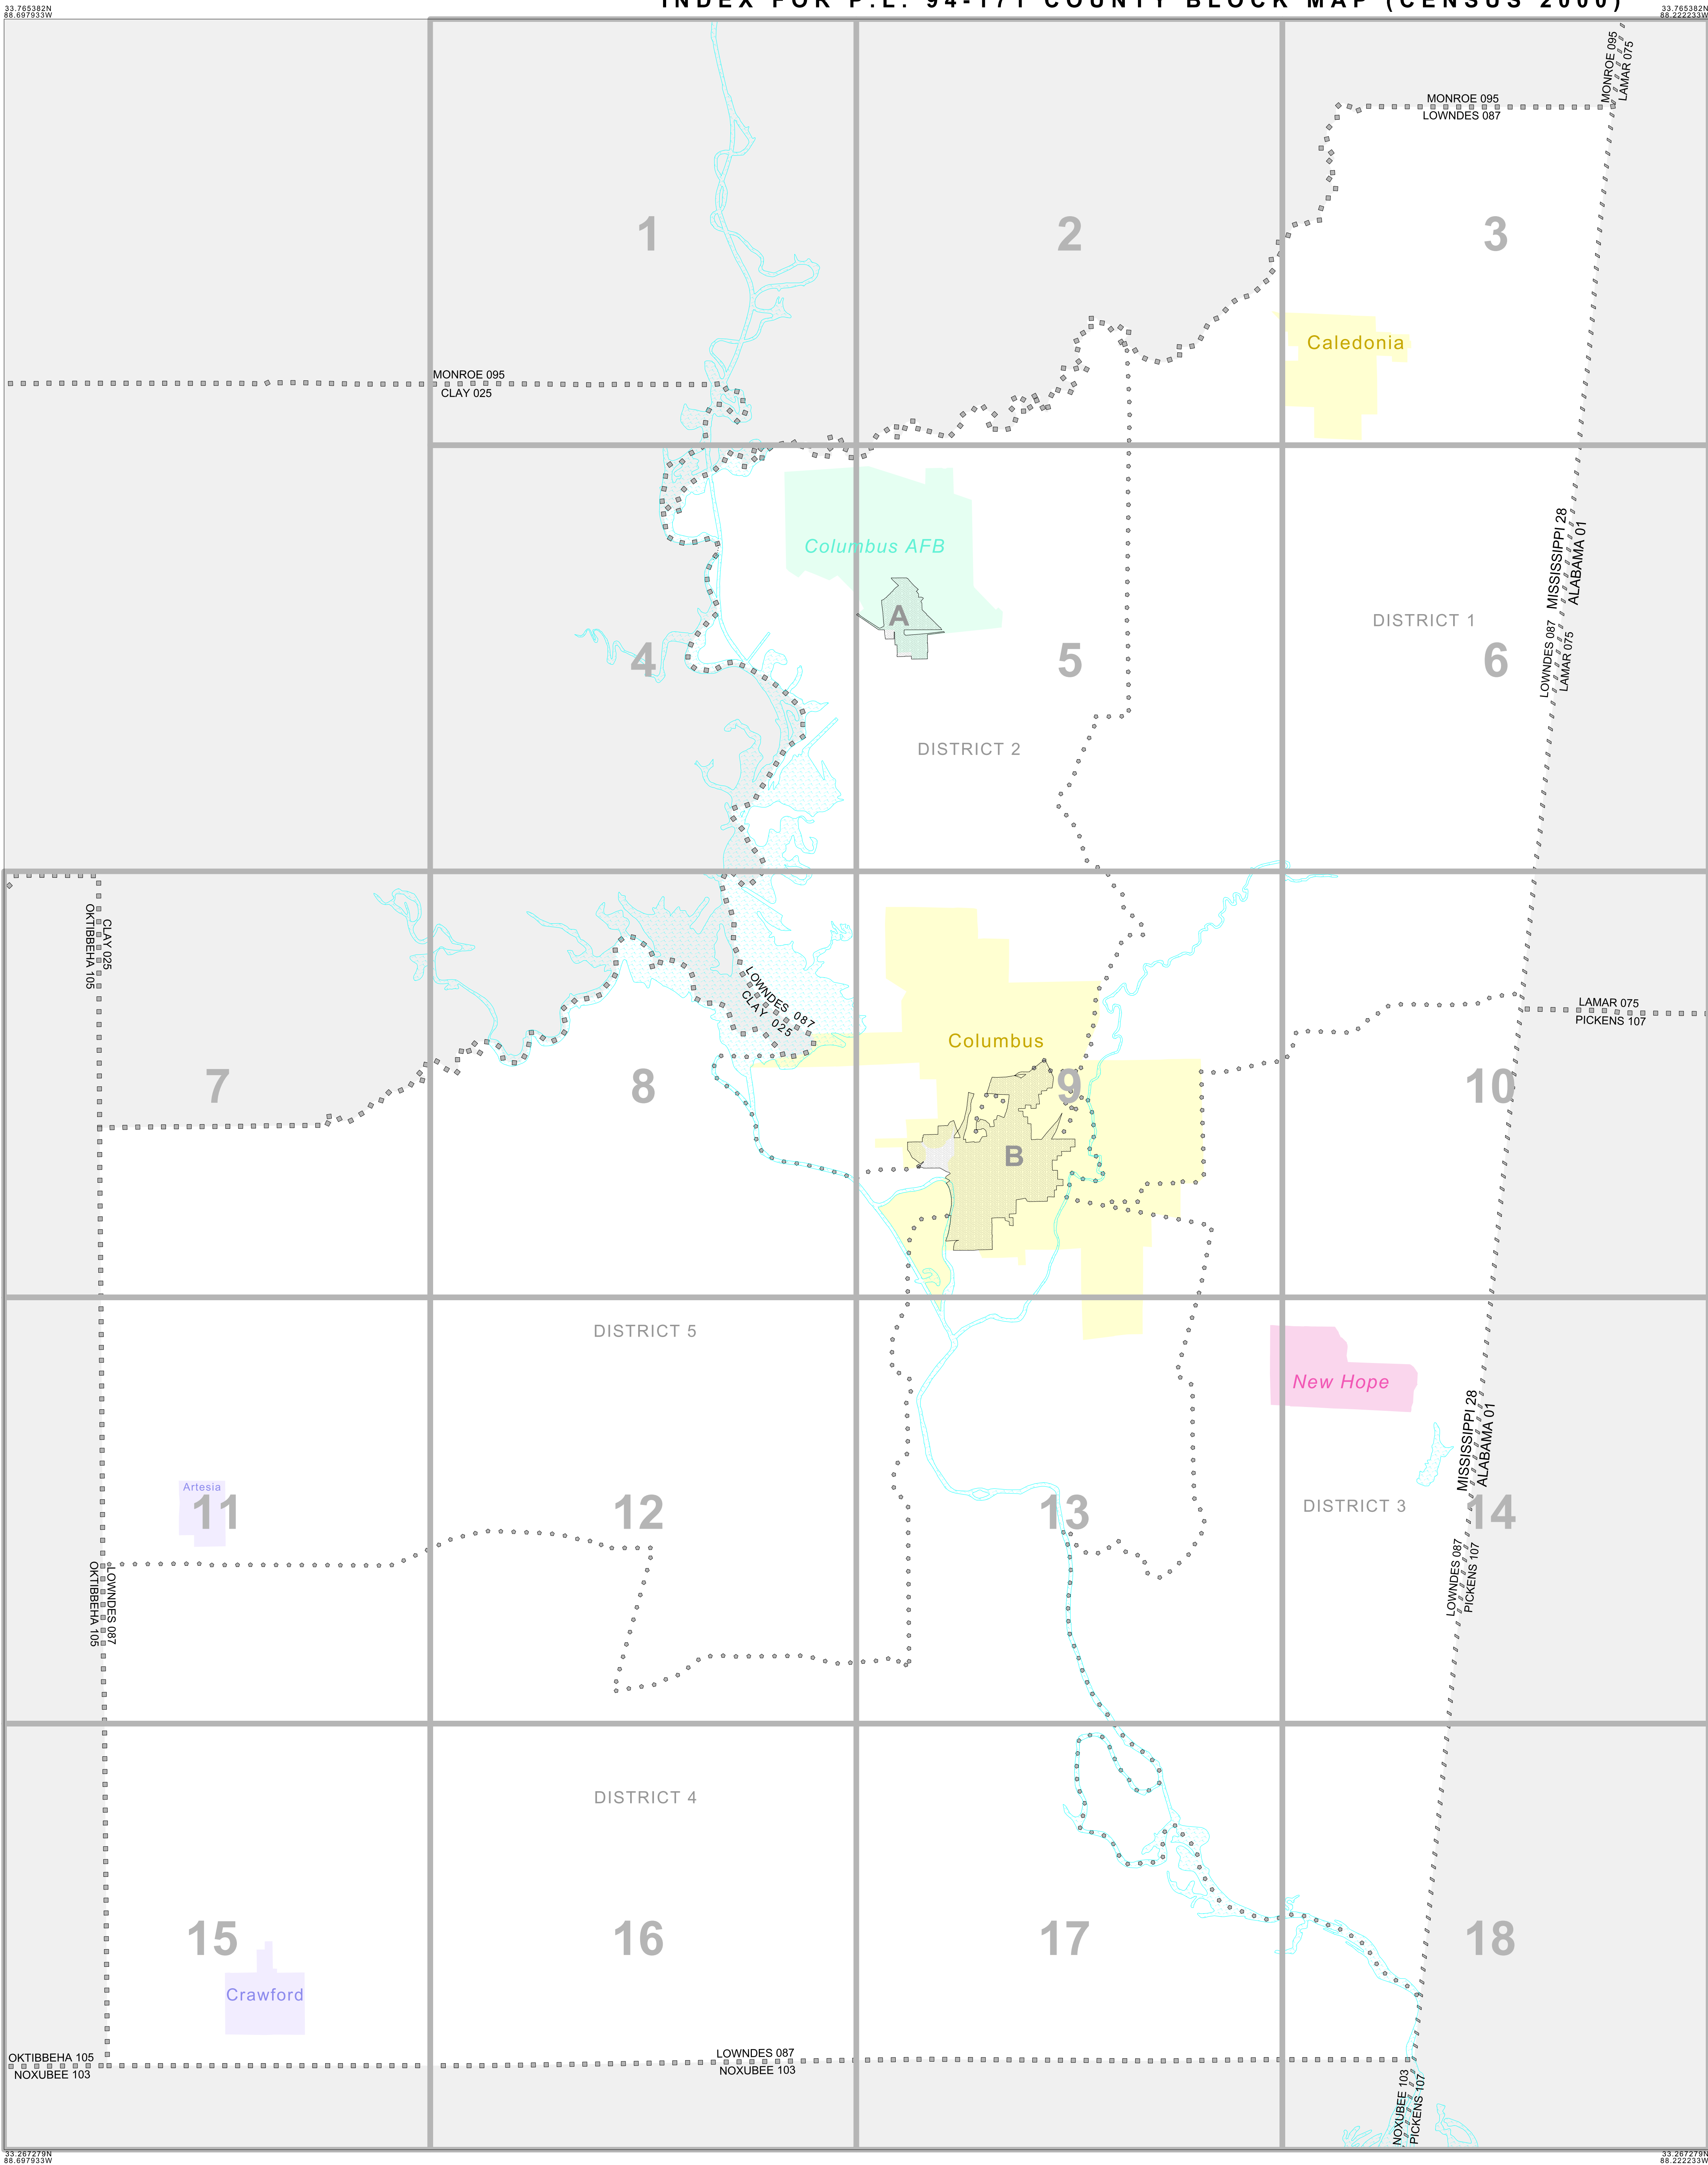 INDEX FOR P.L. 94-171 COUNTY BLOCK MAP (CENSUS 2000)
33.765382N
88.697933W
33.765382N
88.222233W
MONROE 095
LAMAR 075
MONROE 095
LOWNDES 087
1
2
3
Caledonia
MONROE 095
CLAY 025
Columbus AFB
A
MISSISSIPPI 28
ALABAMA 01
DISTRICT 1
LOWNDES 087
LAMAR 075
4
5
6
DISTRICT 2
CLAY 025
OKTIBBEHA 105
LOWNDES 087
CLAY 025
LAMAR 075
PICKENS 107
Columbus
7
8
9
10
B
DISTRICT 5
New Hope
MISSISSIPPI 28
ALABAMA 01
Artesia
11
12
13
DISTRICT 3
14
LOWNDES 087
OKTIBBEHA 105
LOWNDES 087
PICKENS 107
DISTRICT 4
15
16
17
18
Crawford
OKTIBBEHA 105
NOXUBEE 103
LOWNDES 087
NOXUBEE 103
NOXUBEE 103
PICKENS 107
33.267279N
88.697933W
33.267279N
88.222233W